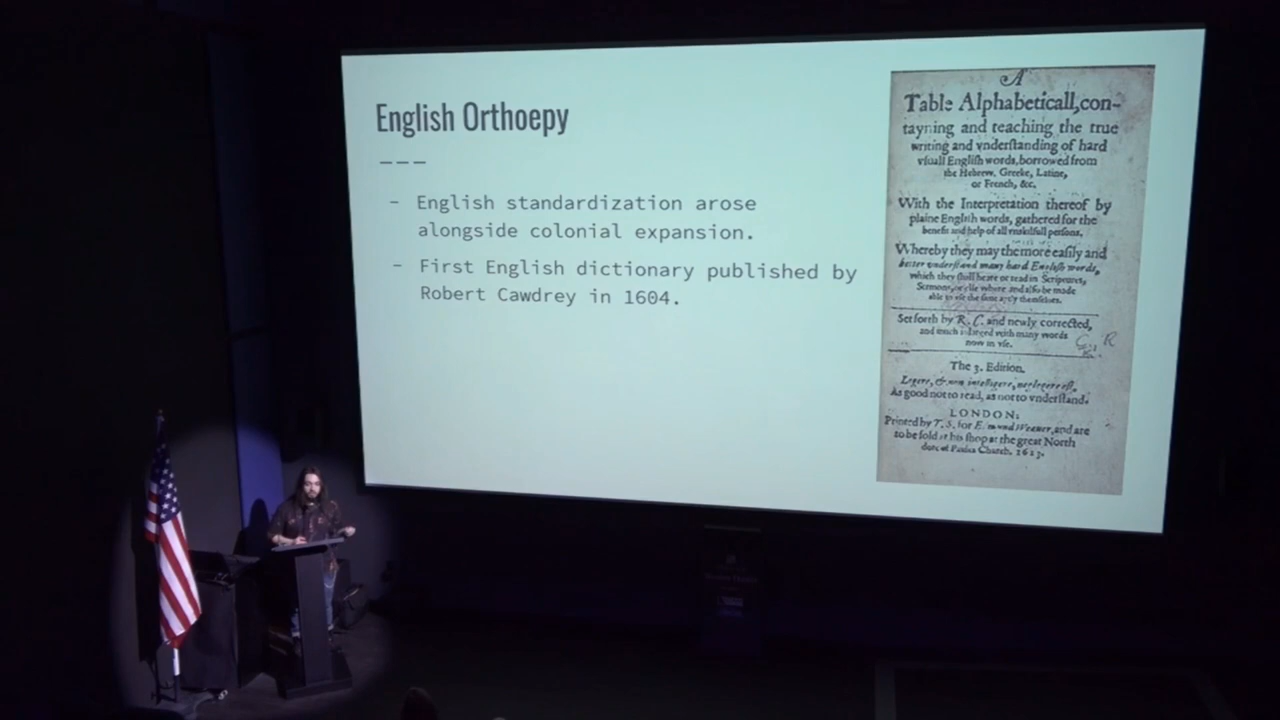 English Orthoepy
---
- English standardization arose
alongside colonial expansion.
- First English dictionary published by
Robert Cawdrey in 1604.
A
Table Alphabeticall, con-
tayning and teaching the true
writing and vnderſtanding of hard
vſuall Engliſh words, borrowed from
the Hebrew, Greeke, Latine,
or French, &c.
With the Interpretation thereof by
plaine Engliſh words, gathered for the
benefit and help of all vnskilfull perſons.
Whereby they may the more eaſily and
better vnderſtand many hard Engliſh words,
which they ſhall heare or read in Scriptures,
Sermons, or elſe where and alſo be made
able to vſe the ſame aptly themſelues.
Set forth by R. C. and newly corrected,
and much inlarged with many words
now in vſe.
The 3. Edition.
Legere, & non intelligere, neglegere eſt.
As good not to read, as not to vnderſtand.
LONDON:
Printed by T. S. for Edmund Weauer, and are
to be ſold at his ſhop at the great North
dore of Paules Church. 1613.